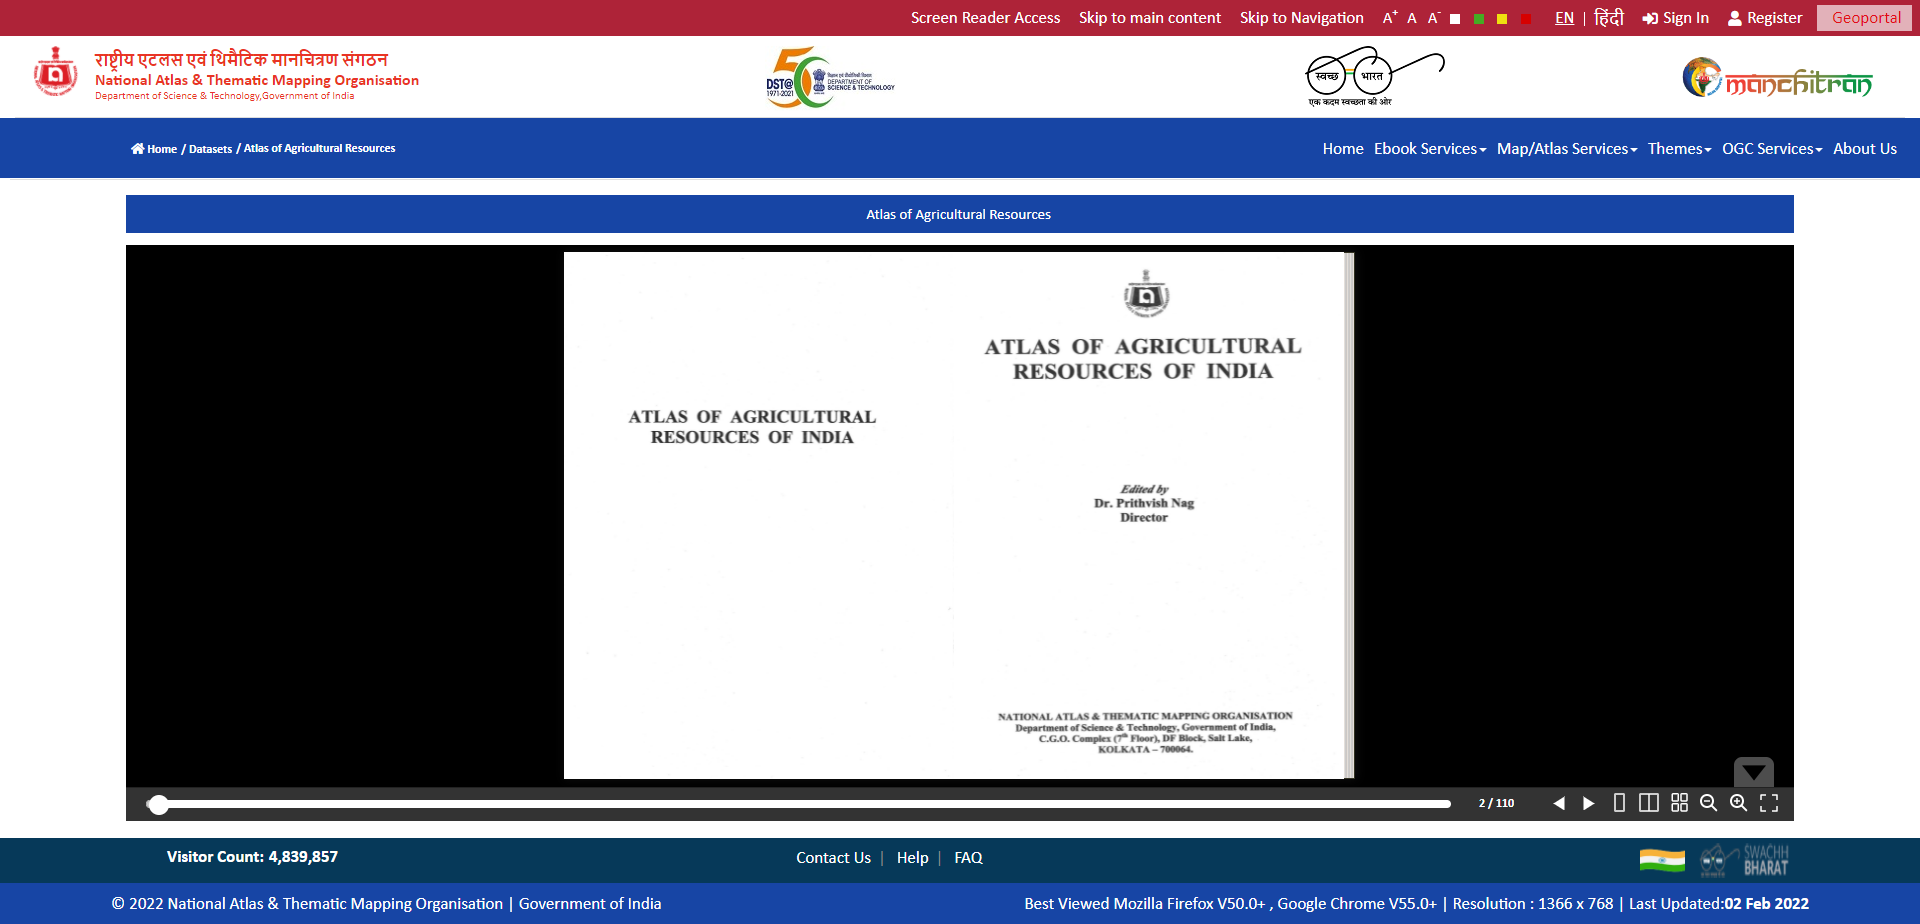 Screen Reader Access Skip to main content Skip to Navigation A+ A A- EN | हिंदी Sign In Register Geoportal
राष्ट्रीय एटलस एवं थिमैटिक मानचित्रण संगठन
National Atlas & Thematic Mapping Organisation
Department of Science & Technology,Government of India
DST@50
1971-2021
विज्ञान एवं प्रौद्योगिकी विभाग
DEPARTMENT OF
SCIENCE & TECHNOLOGY
स्वच्छ भारत
एक कदम स्वच्छता की ओर
manchitran
Home / Datasets / Atlas of Agricultural Resources
Home Ebook Services Map/Atlas Services Themes OGC Services About Us
Atlas of Agricultural Resources
ATLAS OF AGRICULTURAL
RESOURCES OF INDIA
ATLAS OF AGRICULTURAL
RESOURCES OF INDIA
Edited by
Dr. Prithvish Nag
Director
NATIONAL ATLAS & THEMATIC MAPPING ORGANISATION
Department of Science & Technology, Government of India,
C.G.O. Complex (7th Floor), DF Block, Salt Lake,
KOLKATA – 700064.
2 / 110
Visitor Count: 4,839,857
Contact Us | Help | FAQ
SWACHH
BHARAT
© 2022 National Atlas & Thematic Mapping Organisation | Government of India
Best Viewed Mozilla Firefox V50.0+ , Google Chrome V55.0+ | Resolution : 1366 x 768 | Last Updated:02 Feb 2022